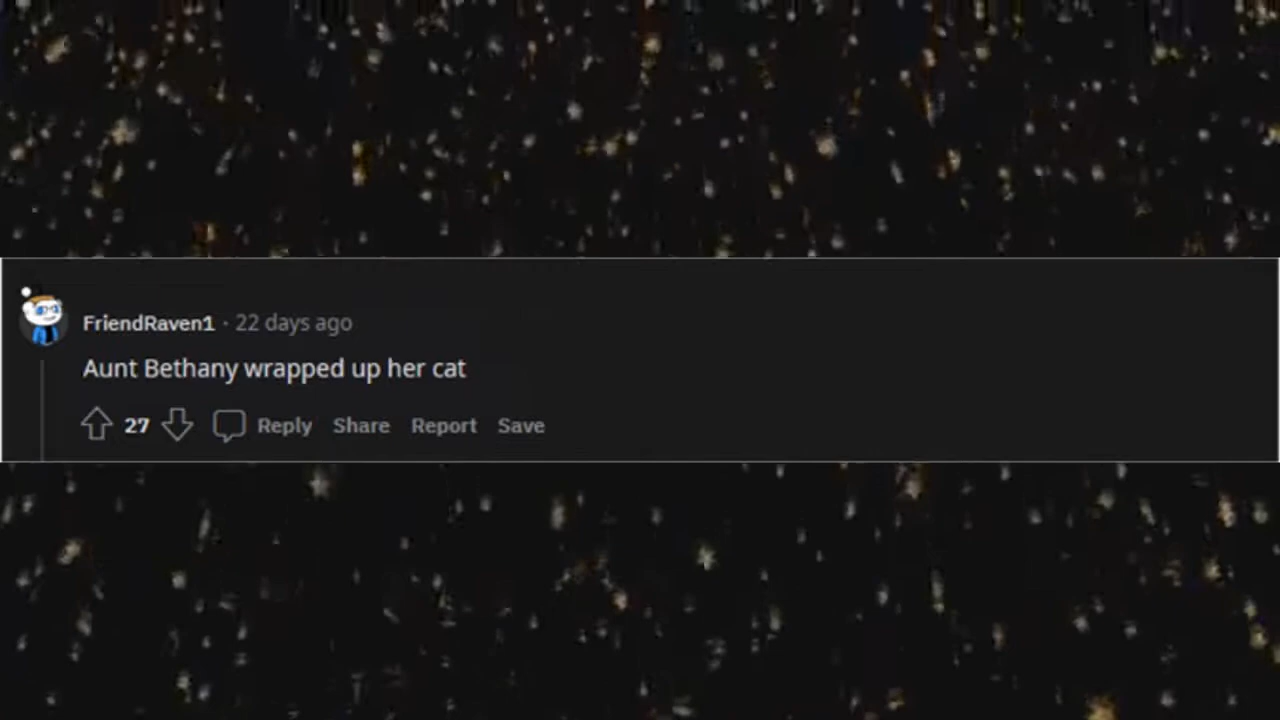 FriendRaven1 · 22 days ago
Aunt Bethany wrapped up her cat
27 Reply Share Report Save